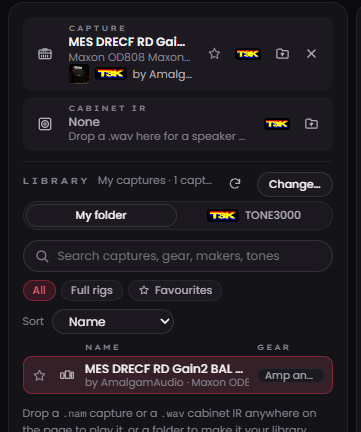 CAPTURE
MES DRECF RD Gai...
Maxon OD808 Maxon...
T3K by Amalg...
T3K
CABINET IR
None
Drop a .wav here for a speaker ...
T3K
LIBRARY My captures · 1 capt... Change...
My folder T3K TONE3000
Search captures, gear, makers, tones
All Full rigs Favourites
Sort Name
NAME GEAR
MES DRECF RD Gain2 BAL ...
by AmalgamAudio · Maxon OD8 Amp an...
Drop a .nam capture or a .wav cabinet IR anywhere on
the page to play it, or a folder to make it your library.